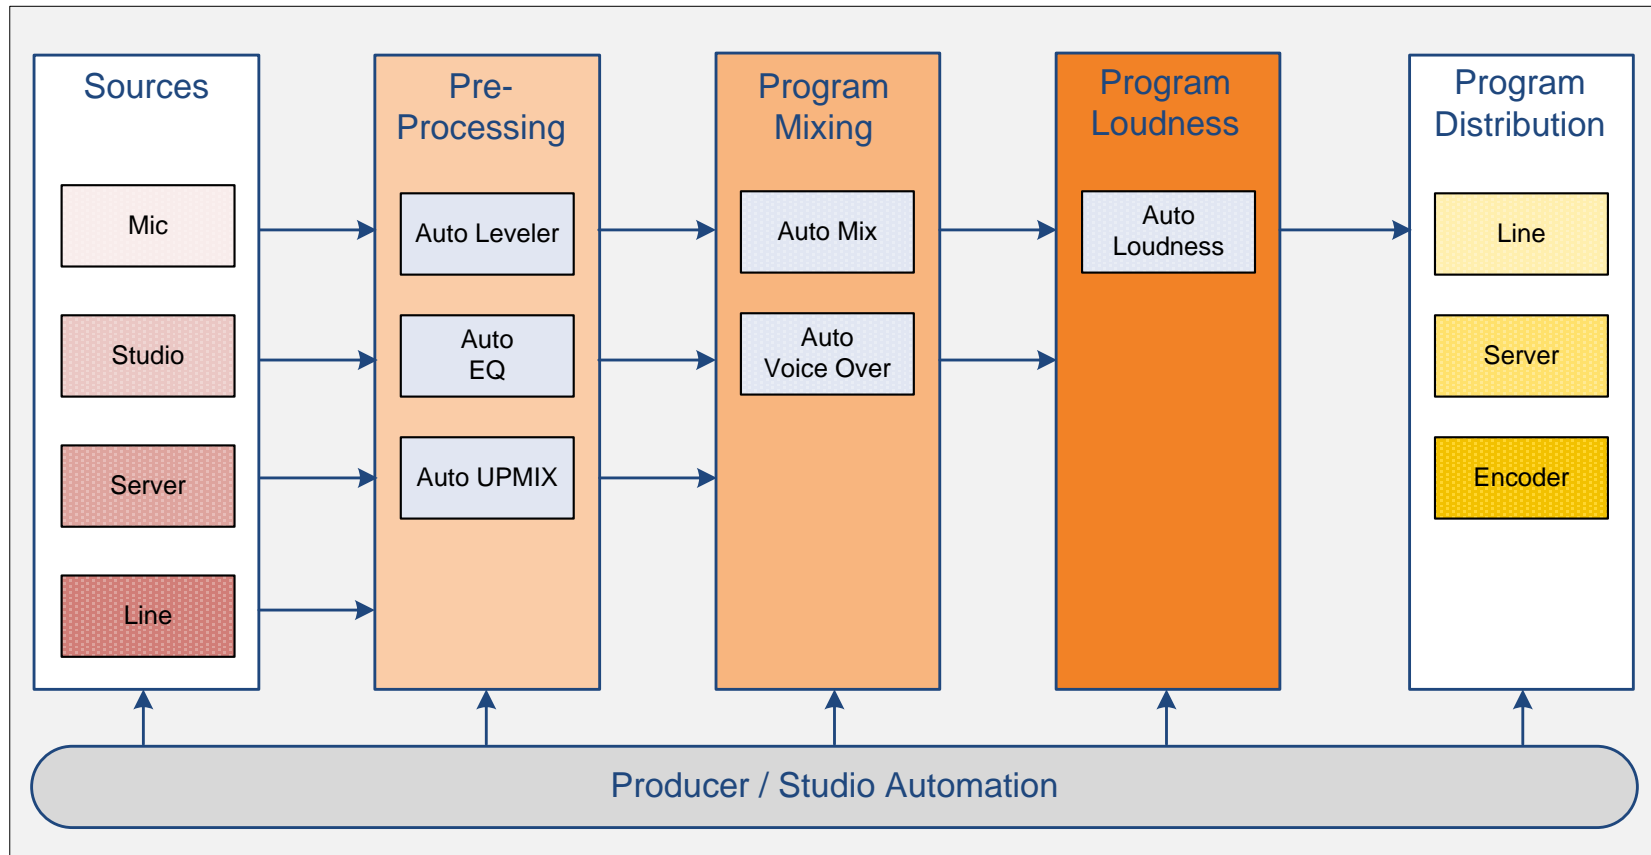 Sources
Mic
Studio
Server
Line
Pre-
Processing
Auto Leveler
Auto
EQ
Auto UPMIX
Program
Mixing
Auto Mix
Auto
Voice Over
Program
Loudness
Auto
Loudness
Program
Distribution
Line
Server
Encoder
Producer / Studio Automation